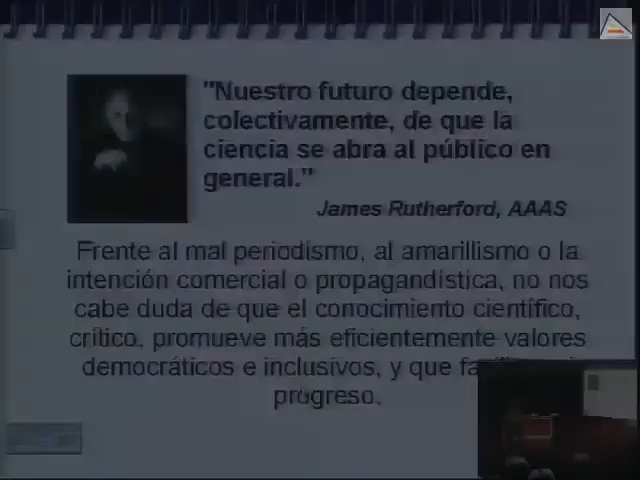 "Nuestro futuro depende,
colectivamente, de que la
ciencia se abra al público en
general."
James Rutherford, AAAS
Frente al mal periodismo, al amarillismo o la
intención comercial o propagandística, no nos
cabe duda de que el conocimiento científico,
crítico, promueve más eficientemente valores
democráticos e inclusivos, y que
progreso.